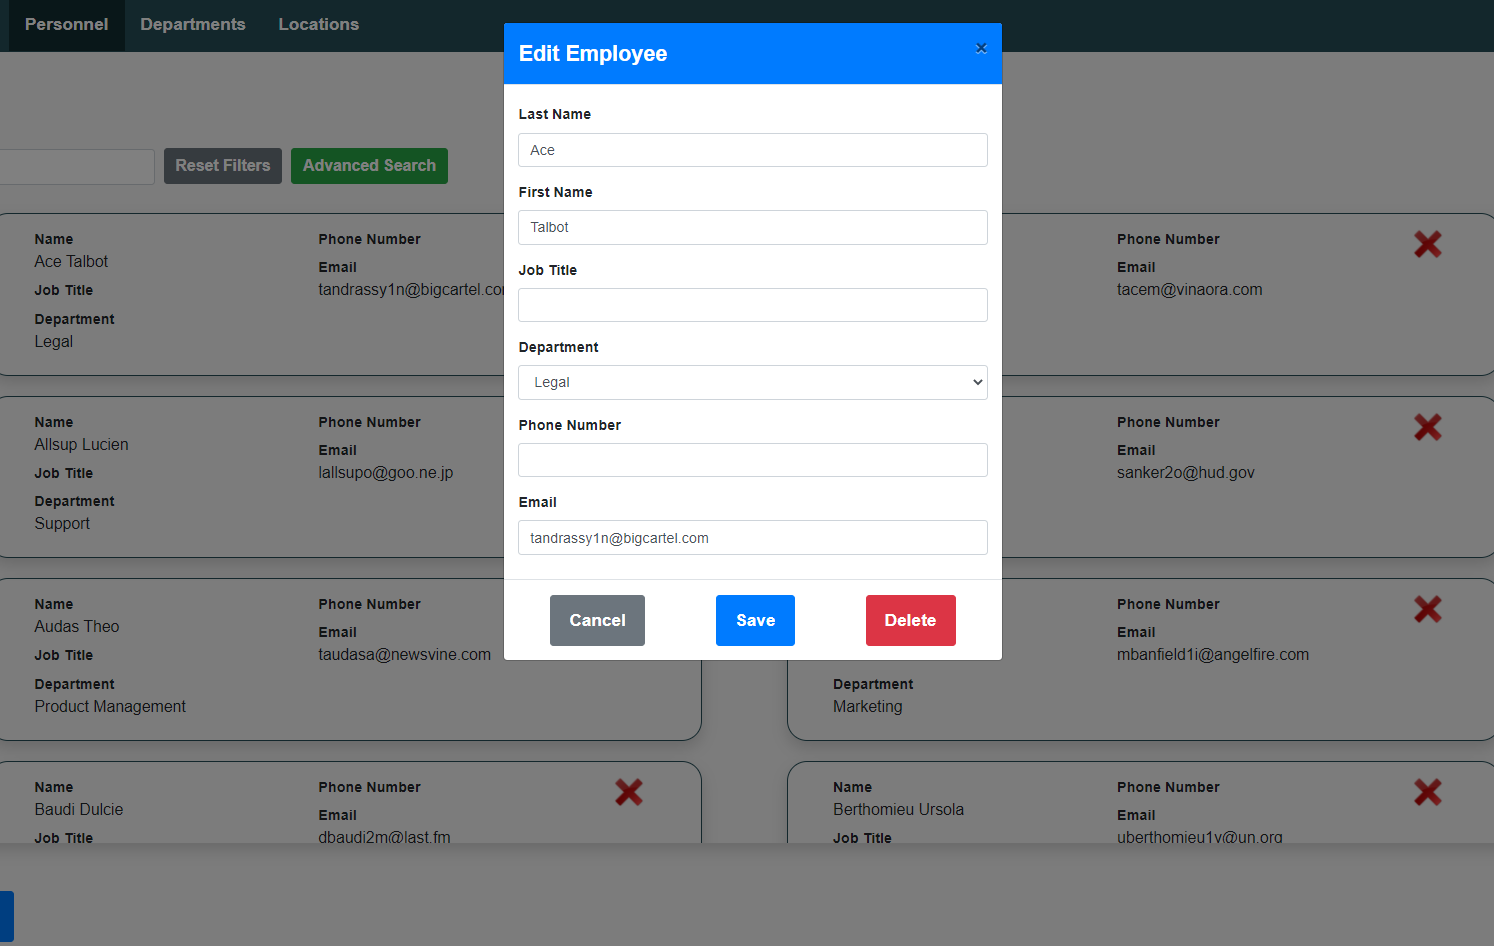 Personnel Departments Locations
Edit Employee ×
Last Name
Ace
First Name
Talbot
Job Title
Department
Legal
Phone Number
Email
tandrassy1n@bigcartel.com
Cancel Save Delete
Reset Filters Advanced Search
Name Phone Number
Ace Talbot
Email
Job Title tandrassy1n@bigcartel.co
Department
Legal
Phone Number
Email
tacem@vinaora.com
Name Phone Number
Allsup Lucien
Email
Job Title lallsupo@goo.ne.jp
Department
Support
Phone Number
Email
sanker2o@hud.gov
Name Phone Number
Audas Theo
Email
Job Title taudasa@newsvine.com
Department
Product Management
Phone Number
Email
mbanfield1i@angelfire.com
Department
Marketing
Name Phone Number
Baudi Dulcie
Email
Job Title dbaudi2m@last.fm
Name Phone Number
Berthomieu Ursola
Email
Job Title uberthomieu1v@un.org